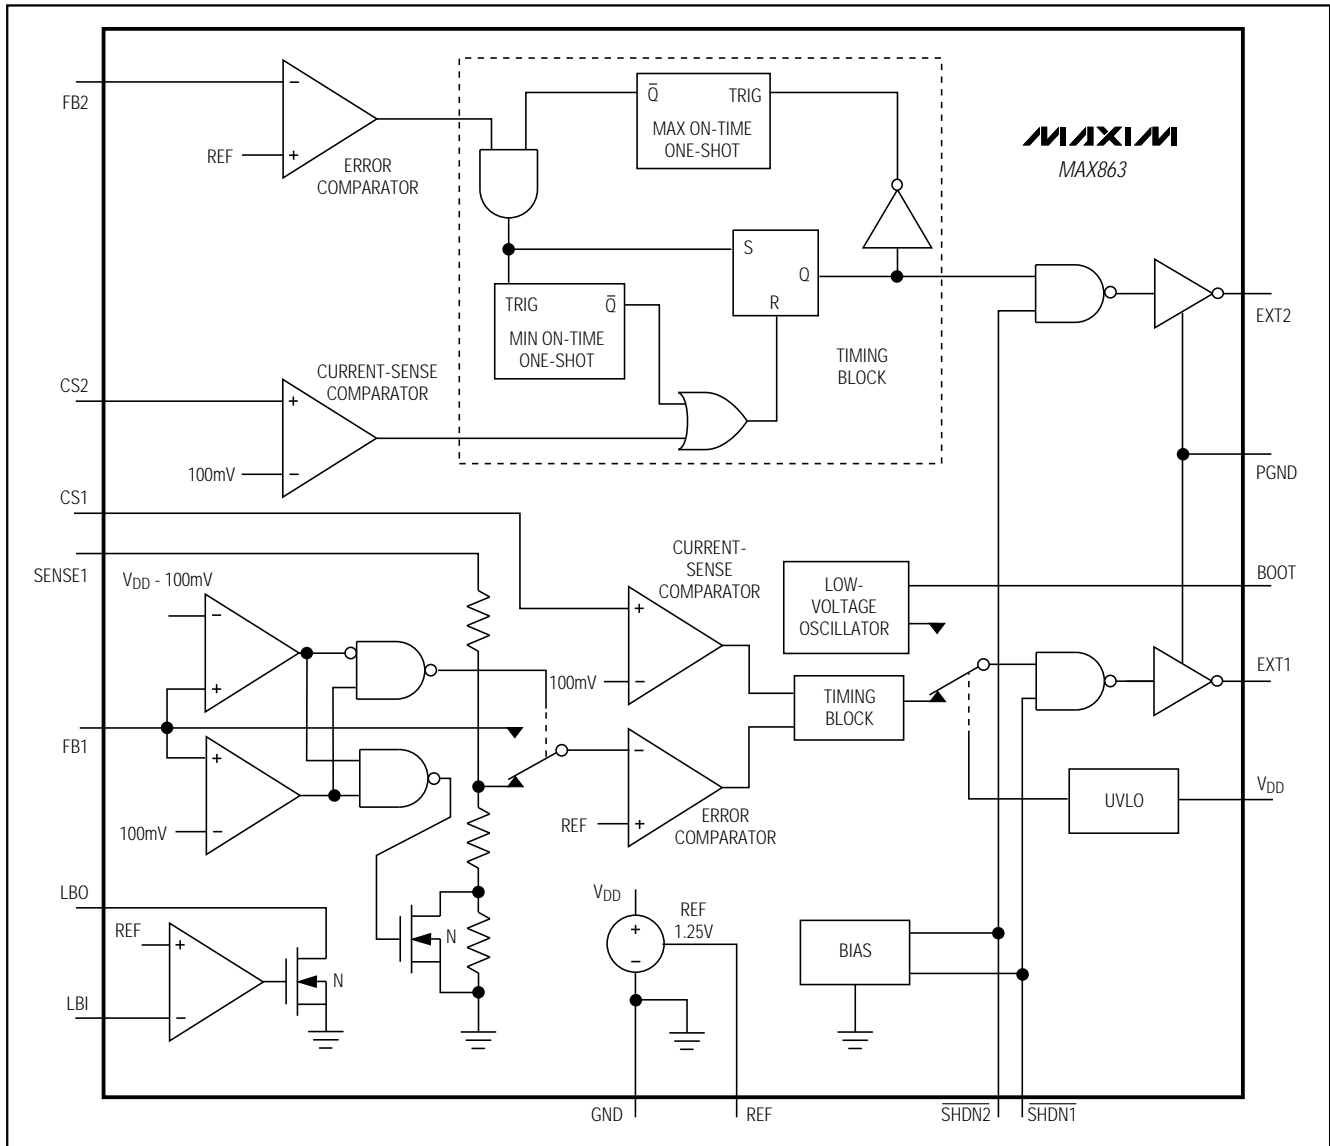 MAXIM
MAX863
FB2
−
REF
+
ERROR
COMPARATOR
Q̅
TRIG
MAX ON-TIME
ONE-SHOT
S
Q
R
TRIG
Q̅
MIN ON-TIME
ONE-SHOT
TIMING
BLOCK
EXT2
CS2
CURRENT-SENSE
COMPARATOR
+
100mV
−
PGND
CS1
SENSE1
VDD - 100mV
−
+
CURRENT-
SENSE
COMPARATOR
+
100mV
−
LOW-
VOLTAGE
OSCILLATOR
BOOT
EXT1
TIMING
BLOCK
FB1
+
100mV
−
−
REF
+
ERROR
COMPARATOR
UVLO
VDD
LBO
REF
+
LBI
−
N
N
VDD
+
−
REF
1.25V
BIAS
GND
REF
S̅H̅D̅N̅2̅
S̅H̅D̅N̅1̅